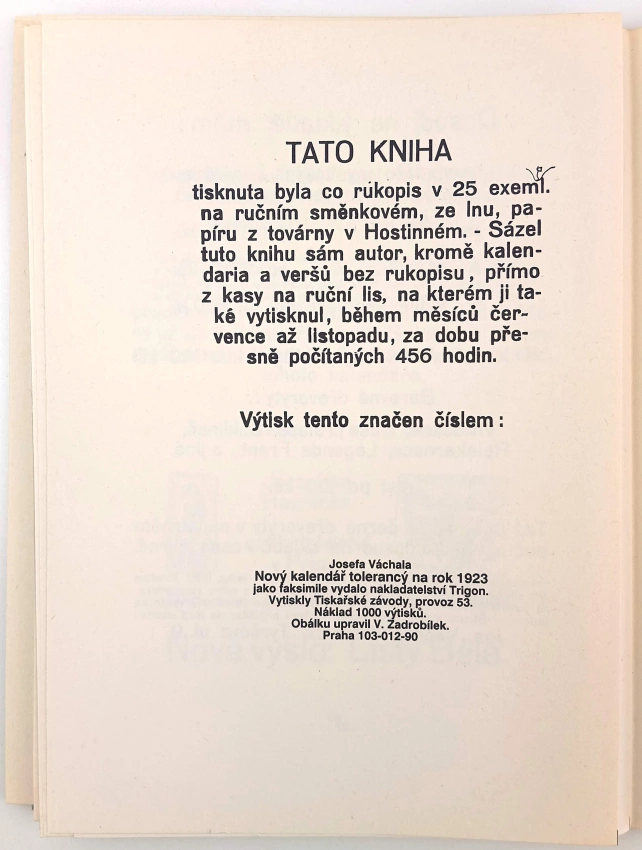 TATO KNIHA
tisknuta byla co rukopis v 25 exempl.
na ručním směnkovém, ze lnu, pa-
píru z továrny v Hostinném. - Sázel
tuto knihu sám autor, kromě kalen-
daria a veršů bez rukopisu, přímo
z kasy na ruční lis, na kterém ji ta-
ké vytisknul, během měsíců čer-
vence až listopadu, za dobu pře-
sně počítaných 456 hodin.
Výtisk tento značen číslem :
Josefa Váchala
Nový kalendář tolerancý na rok 1923
jako faksimile vydalo nakladatelství Trigon.
Vytiskly Tiskařské závody, provoz 53.
Náklad 1000 výtisků.
Obálku upravil V. Zadrobílek.
Praha 103-012-90